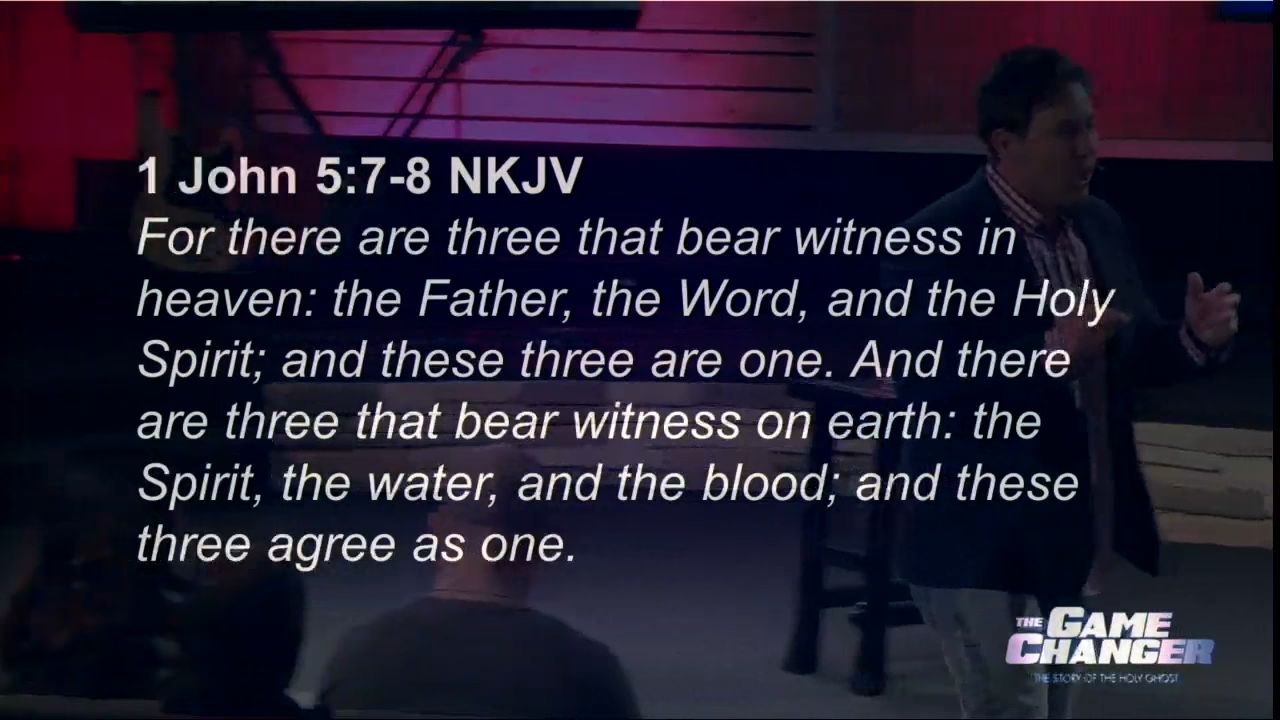 1 John 5:7-8 NKJV
For there are three that bear witness in
heaven: the Father, the Word, and the Holy
Spirit; and these three are one. And there
are three that bear witness on earth: the
Spirit, the water, and the blood; and these
three agree as one.
THE GAME
CHANGER
THE STORY OF THE HOLY GHOST